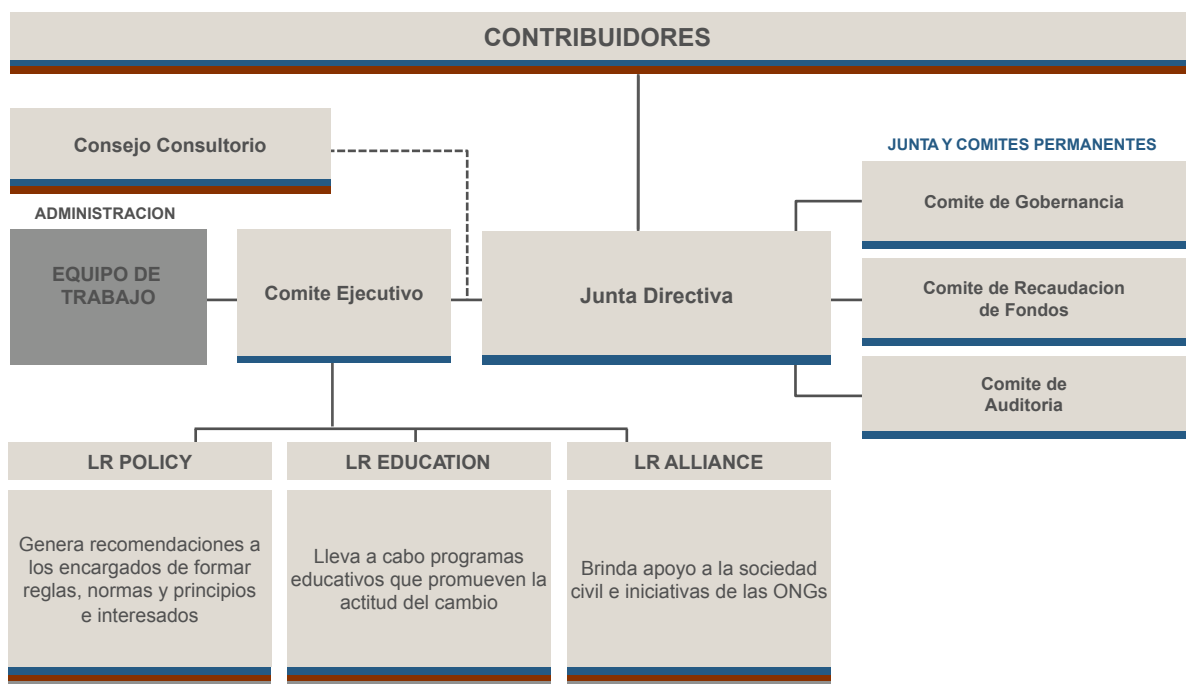 CONTRIBUIDORES
Consejo Consultorio
JUNTA Y COMITES PERMANENTES
Comite de Gobernancia
ADMINISTRACION
EQUIPO DE
TRABAJO
Comite Ejecutivo
Junta Directiva
Comite de Recaudacion
de Fondos
Comite de
Auditoria
LR POLICY
LR EDUCATION
LR ALLIANCE
Genera recomendaciones a
los encargados de formar
reglas, normas y principios
e interesados
Lleva a cabo programas
educativos que promueven la
actitud del cambio
Brinda apoyo a la sociedad
civil e iniciativas de las ONGs